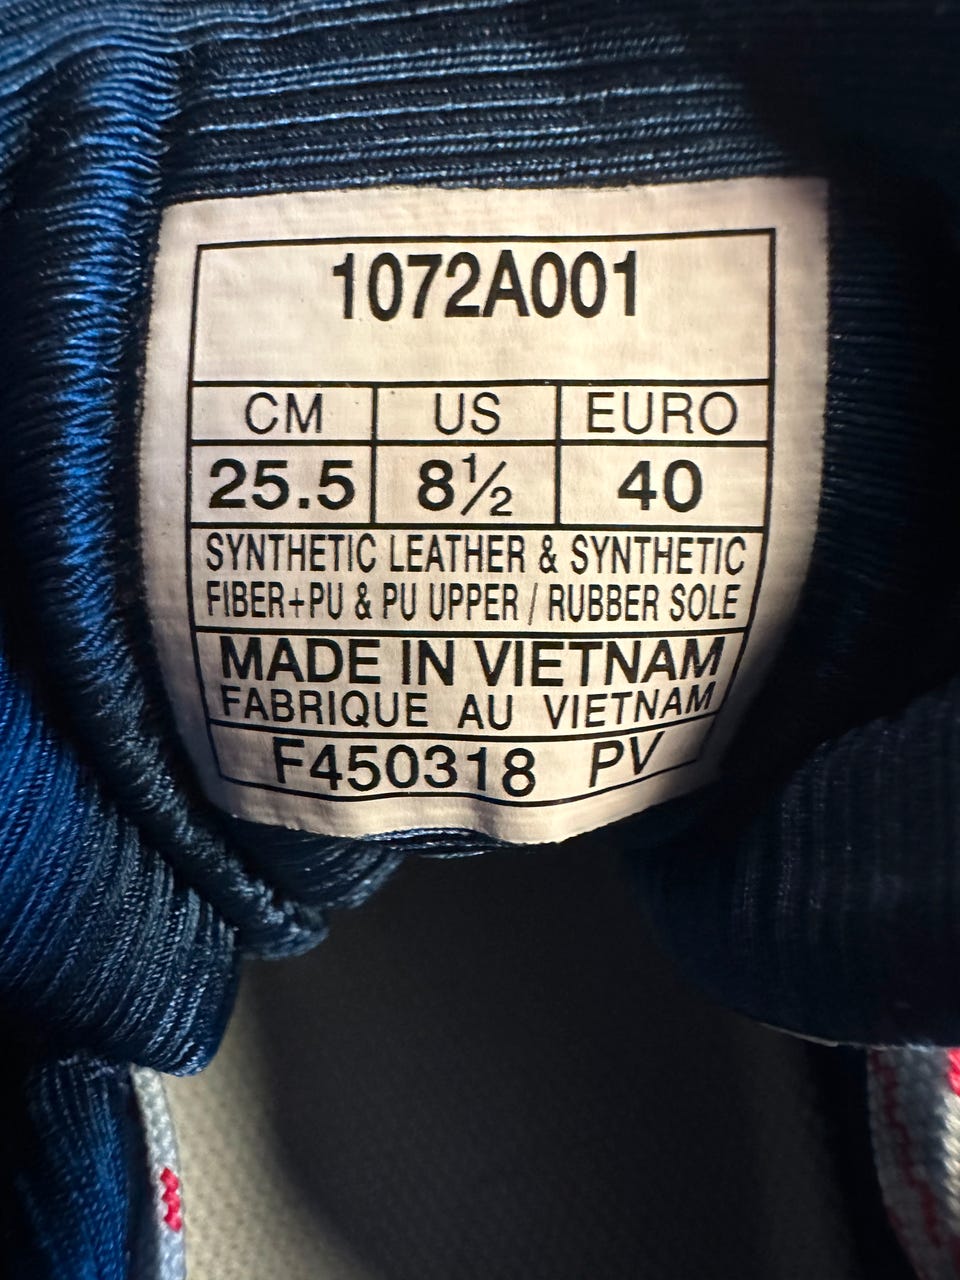 1072A001
CM US EURO
25.5 8½ 40
SYNTHETIC LEATHER & SYNTHETIC
FIBER+PU & PU UPPER / RUBBER SOLE
MADE IN VIETNAM
FABRIQUE AU VIETNAM
F450318 PV